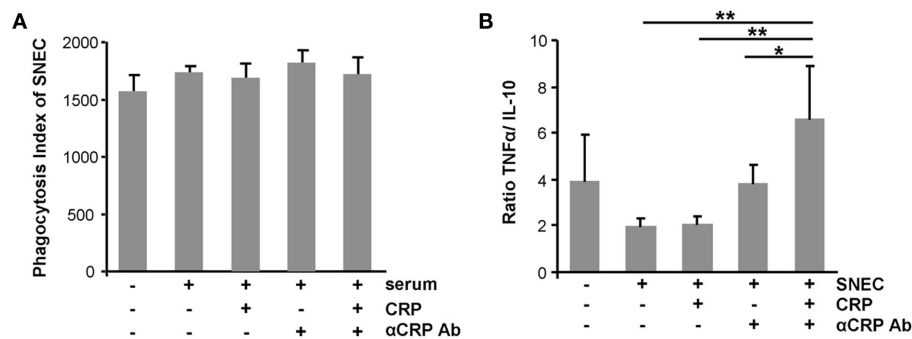 A
Phagocytosis Index of SNEC
2000
1500
1000
500
0
- + + + + serum
- - + - + CRP
- - - + + αCRP Ab
B
Ratio TNFα/ IL-10
**
**
*
10
8
6
4
2
0
- + + + + SNEC
- - + - + CRP
- - - + + αCRP Ab